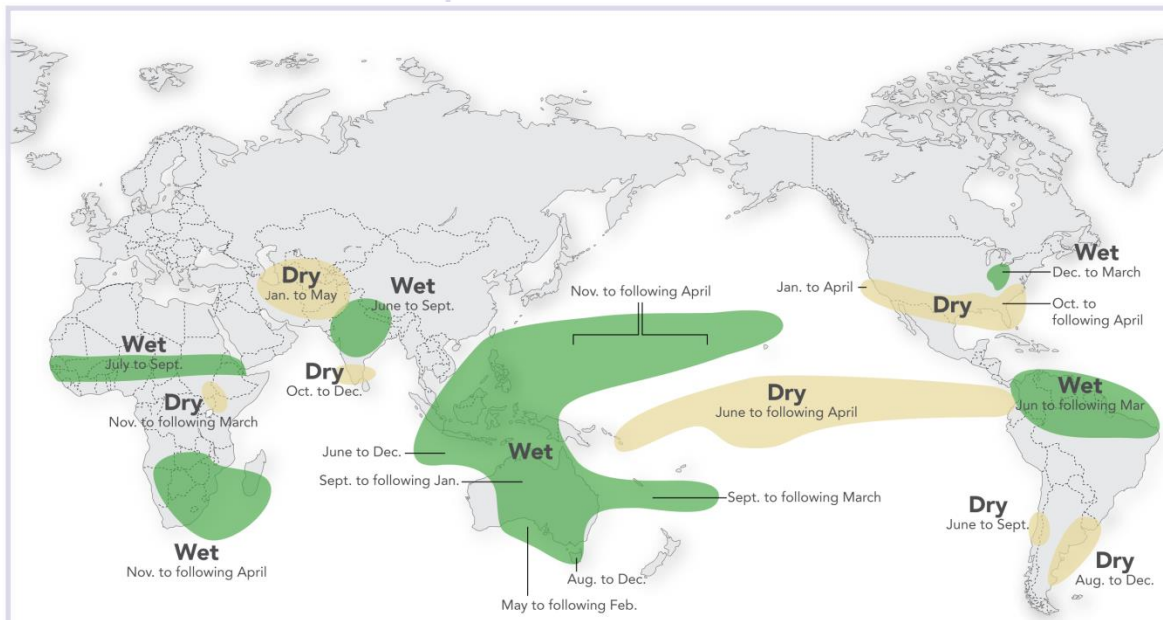 Wet
Dec. to March
Dry
Jan. to May
Wet
June to Sept.
Nov. to following April
Jan. to April
Dry
Oct. to
following April
Wet
July to Sept.
Dry
Oct. to Dec.
Dry
Nov. to following March
Dry
June to following April
Wet
Jun to following Mar
June to Dec.
Wet
Sept. to following Jan.
Sept. to following March
Dry
June to Sept.
Wet
Nov. to following April
Aug. to Dec.
Dry
Aug. to Dec.
May to following Feb.